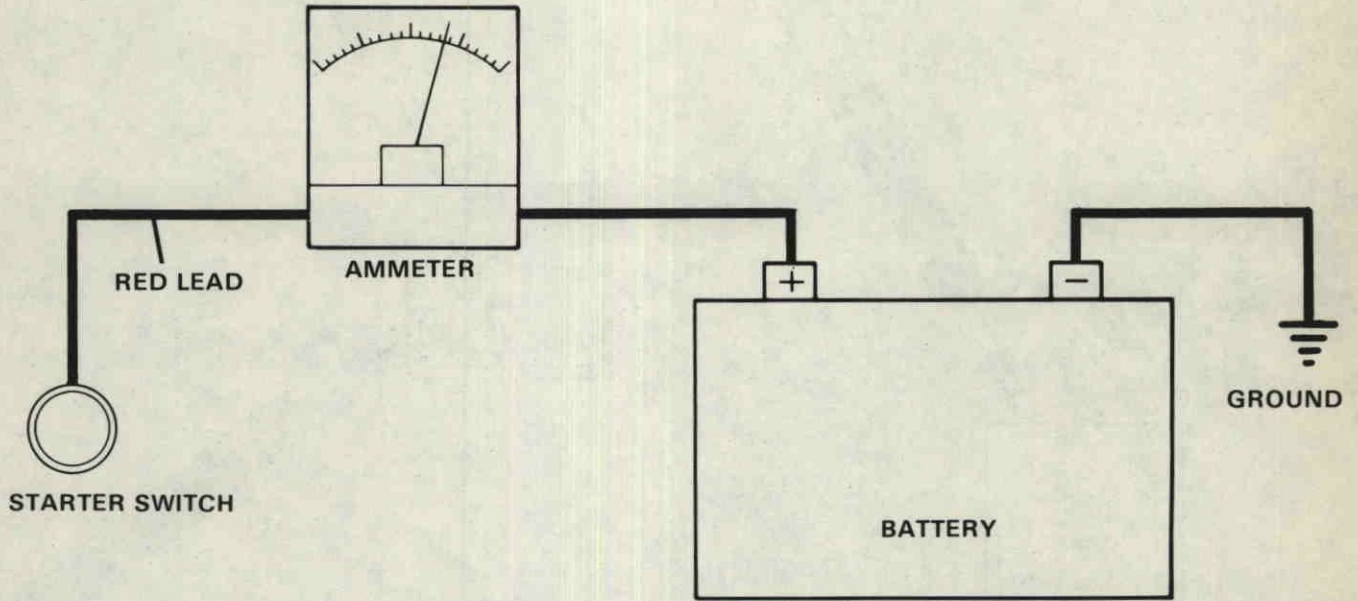 RED LEAD
AMMETER
+
−
GROUND
STARTER SWITCH
BATTERY